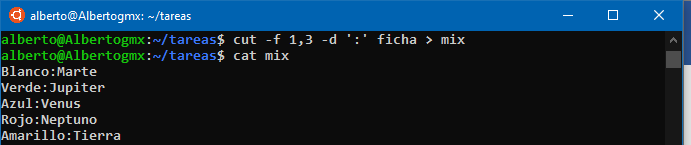 alberto@Albertogmx: ~/tareas
alberto@Albertogmx:~/tareas$ cut -f 1,3 -d ':' ficha > mix
alberto@Albertogmx:~/tareas$ cat mix
Blanco:Marte
Verde:Jupiter
Azul:Venus
Rojo:Neptuno
Amarillo:Tierra